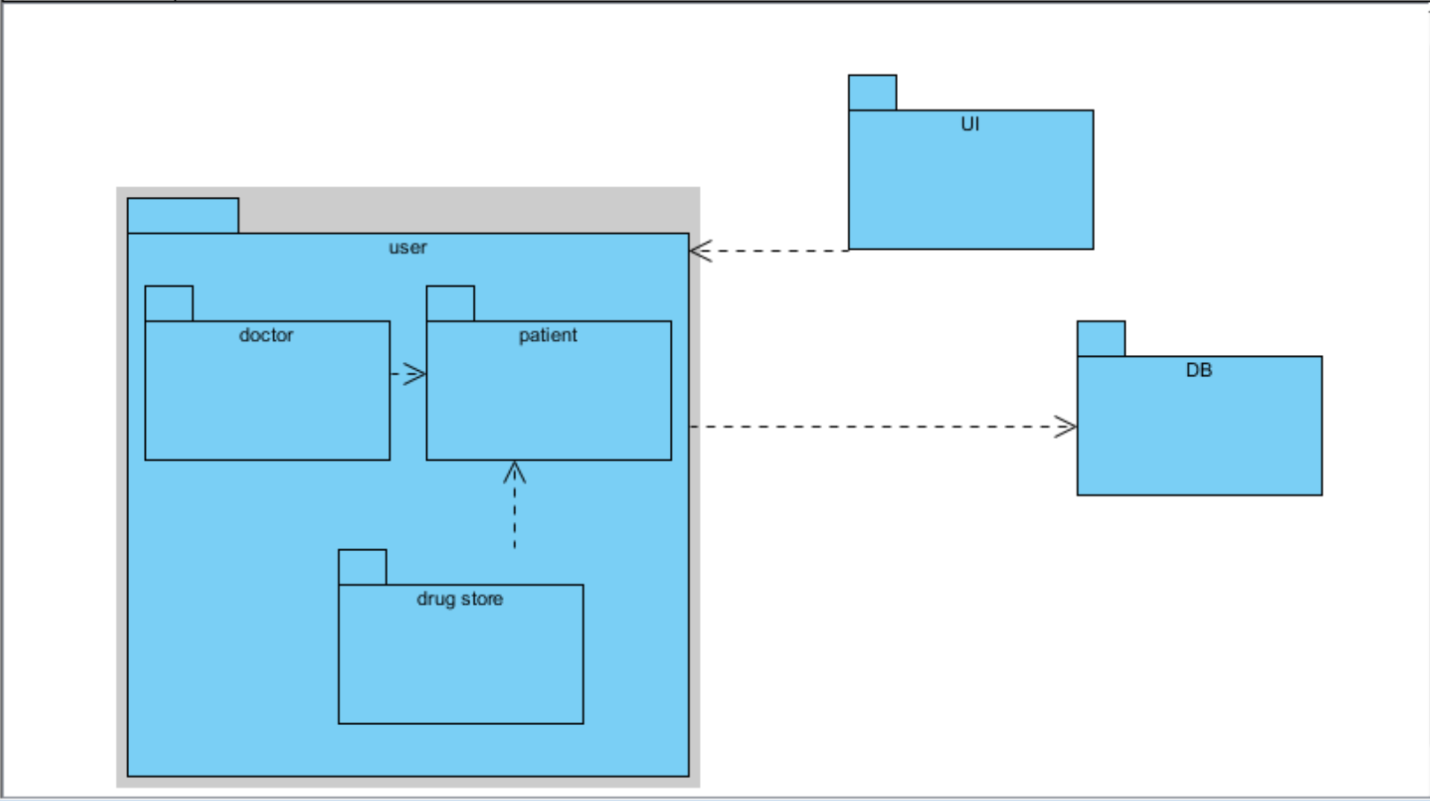 UI
user
doctor
patient
DB
drug store